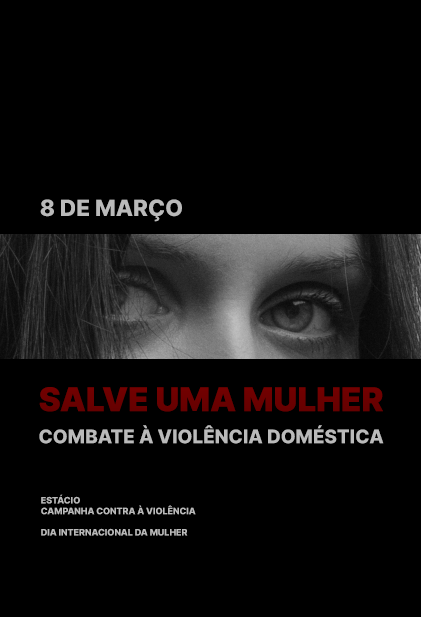 8 DE MARÇO
SALVE UMA MULHER
COMBATE À VIOLÊNCIA DOMÉSTICA
ESTÁCIO
CAMPANHA CONTRA À VIOLÊNCIA
DIA INTERNACIONAL DA MULHER